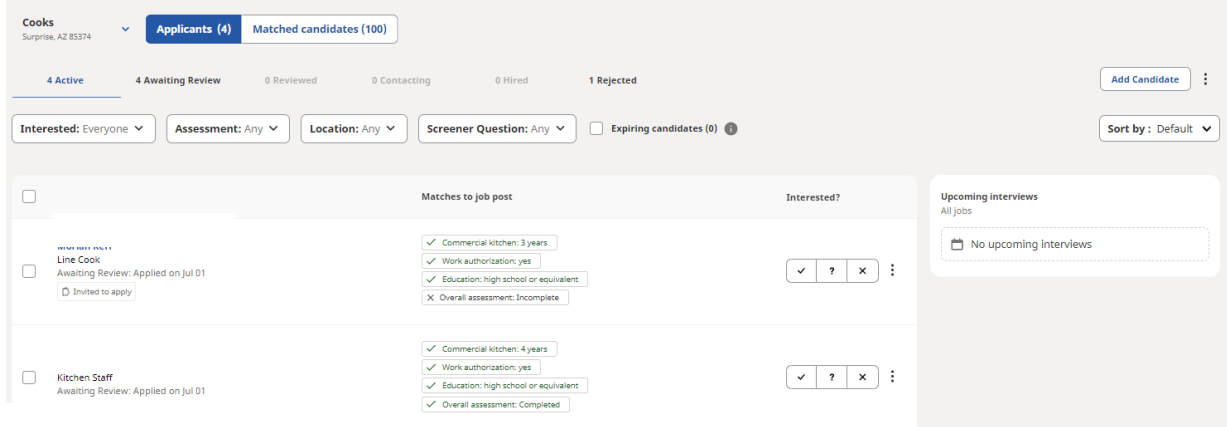 Cooks
Surprise, AZ 85374
Applicants (4)
Matched candidates (100)
4 Active
4 Awaiting Review
0 Reviewed
0 Contacting
0 Hired
1 Rejected
Add Candidate
Interested: Everyone
Assessment: Any
Location: Any
Screener Question: Any
Expiring candidates (0)
Sort by : Default
Matches to job post
Interested?
Upcoming interviews
All jobs
No upcoming interviews
Line Cook
Awaiting Review: Applied on Jul 01
Invited to apply
Commercial kitchen: 3 years
Work authorization: yes
Education: high school or equivalent
Overall assessment: Incomplete
?
Kitchen Staff
Awaiting Review: Applied on Jul 01
Commercial kitchen: 4 years
Work authorization: yes
Education: high school or equivalent
Overall assessment: Completed
?